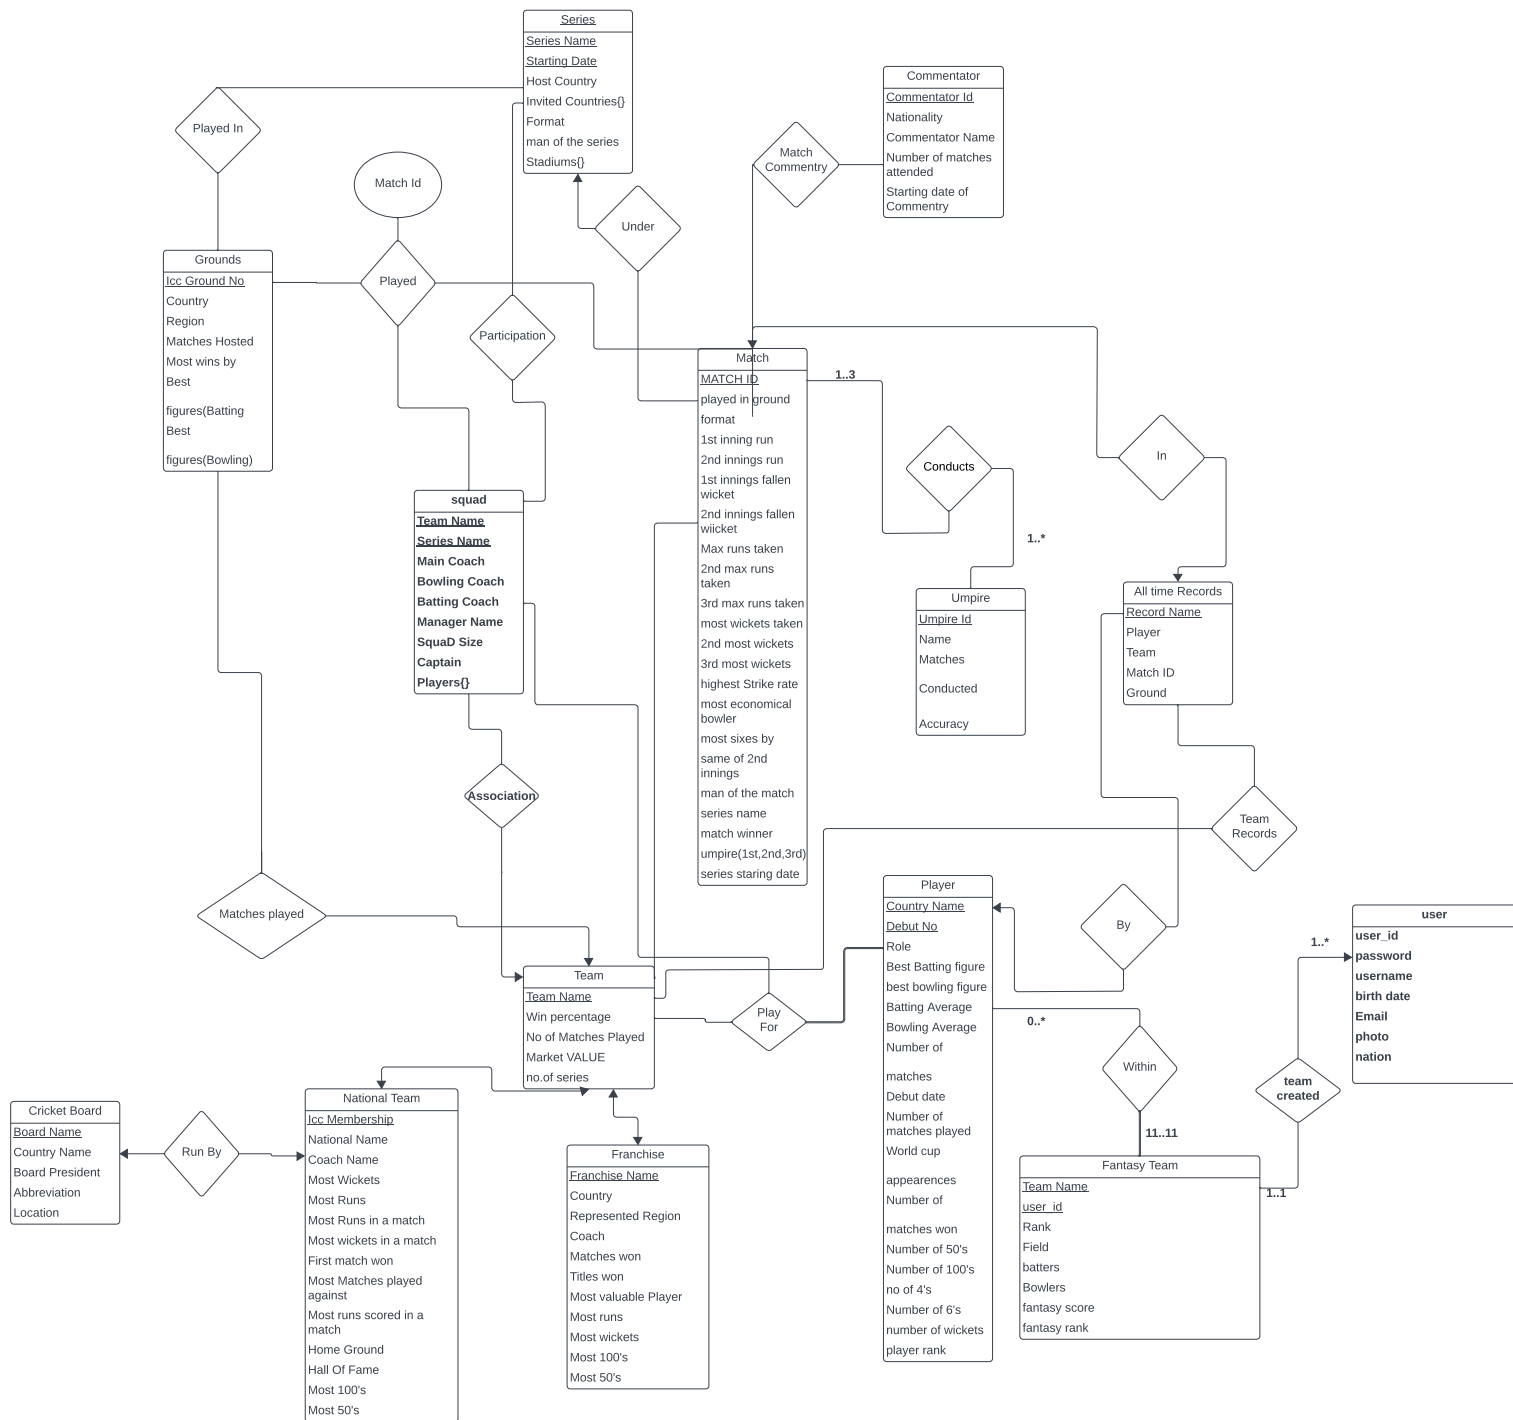 Series
Series Name
Starting Date
Host Country
Invited Countries{}
Format
man of the series
Stadiums{}
Commentator
Commentator Id
Nationality
Commentator Name
Number of matches
attended
Starting date of
Commentry
Played In
Match
Commentry
Match Id
Under
Grounds
Icc Ground No
Country
Region
Matches Hosted
Most wins by
Best
figures(Batting
Best
figures(Bowling)
Played
Participation
Match
MATCH ID
played in ground
format
1st inning run
2nd innings run
1st innings fallen
wicket
2nd innings fallen
wiicket
Max runs taken
2nd max runs
taken
3rd max runs taken
most wickets taken
2nd most wickets
3rd most wickets
highest Strike rate
most economical
bowler
most sixes by
same of 2nd
innings
man of the match
series name
match winner
umpire(1st,2nd,3rd)
series staring date
1..3
Conducts
1..*
In
squad
Team Name
Series Name
Main Coach
Bowling Coach
Batting Coach
Manager Name
SquaD Size
Captain
Players{}
Umpire
Umpire Id
Name
Matches
Conducted
Accuracy
All time Records
Record Name
Player
Team
Match ID
Ground
Association
Team
Records
Matches played
Player
Country Name
Debut No
Role
Best Batting figure
best bowling figure
Batting Average
Bowling Average
Number of
matches
Debut date
Number of
matches played
World cup
appearences
Number of
matches won
Number of 50's
Number of 100's
no of 4's
Number of 6's
number of wickets
player rank
By
user
user_id
password
username
birth date
Email
photo
nation
1..*
Team
Team Name
Win percentage
No of Matches Played
Market VALUE
no.of series
Play
For
0..*
Within
team
created
11..11
1..1
Cricket Board
Board Name
Country Name
Board President
Abbreviation
Location
Run By
National Team
Icc Membership
National Name
Coach Name
Most Wickets
Most Runs
Most Runs in a match
Most wickets in a match
First match won
Most Matches played
against
Most runs scored in a
match
Home Ground
Hall Of Fame
Most 100's
Most 50's
Franchise
Franchise Name
Country
Represented Region
Coach
Matches won
Titles won
Most valuable Player
Most runs
Most wickets
Most 100's
Most 50's
Fantasy Team
Team Name
user_id
Rank
Field
batters
Bowlers
fantasy score
fantasy rank